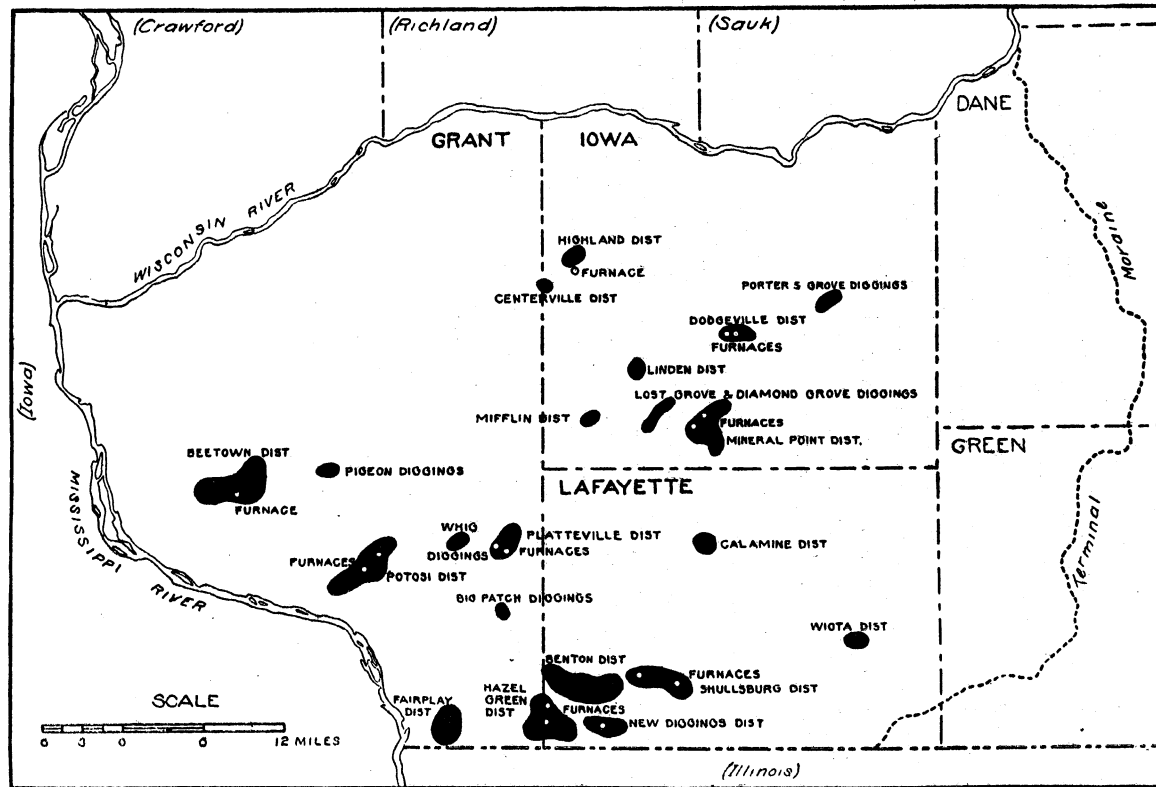 (Crawford)
(Richland)
(Sauk)
DANE
GRANT
IOWA
WISCONSIN RIVER
HIGHLAND DIST
FURNACE
CENTERVILLE DIST
PORTER S GROVE DIGGINGS
DODGEVILLE DIST
FURNACES
Moraine
(Iowa)
LINDEN DIST
LOST GROVE & DIAMOND GROVE DIGGINGS
MIFFLIN DIST
FURNACES
MINERAL POINT DIST.
GREEN
BEETOWN DIST
PIGEON DIGGINGS
FURNACE
LAFAYETTE
MISSISSIPPI
RIVER
WHIG
DIGGINGS
PLATTEVILLE DIST
FURNACES
CALAMINE DIST
FURNACES
POTOSI DIST
Terminal
BIG PATCH DIGGINGS
WIOTA DIST
BENTON DIST
FURNACES
SHULLSBURG DIST
SCALE
FAIRPLAY
DIST
HAZEL
GREEN
DIST
FURNACES
NEW DIGGINGS DIST
6 3 0 6 12 MILES
(Illinois)